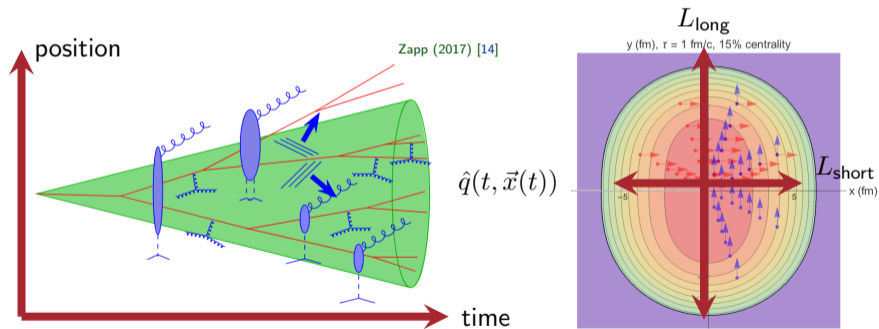 position
Zapp (2017) [14]
time
q̂(t, x⃗(t))
L_long
y (fm), τ = 1 fm/c, 15% centrality
L_short
x (fm)
−5
5